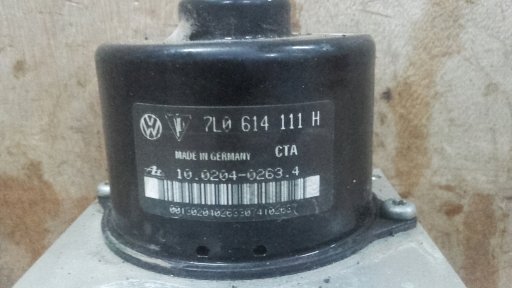 7L0 614 111 H
MADE IN GERMANY CTA
10.0204-0263.4